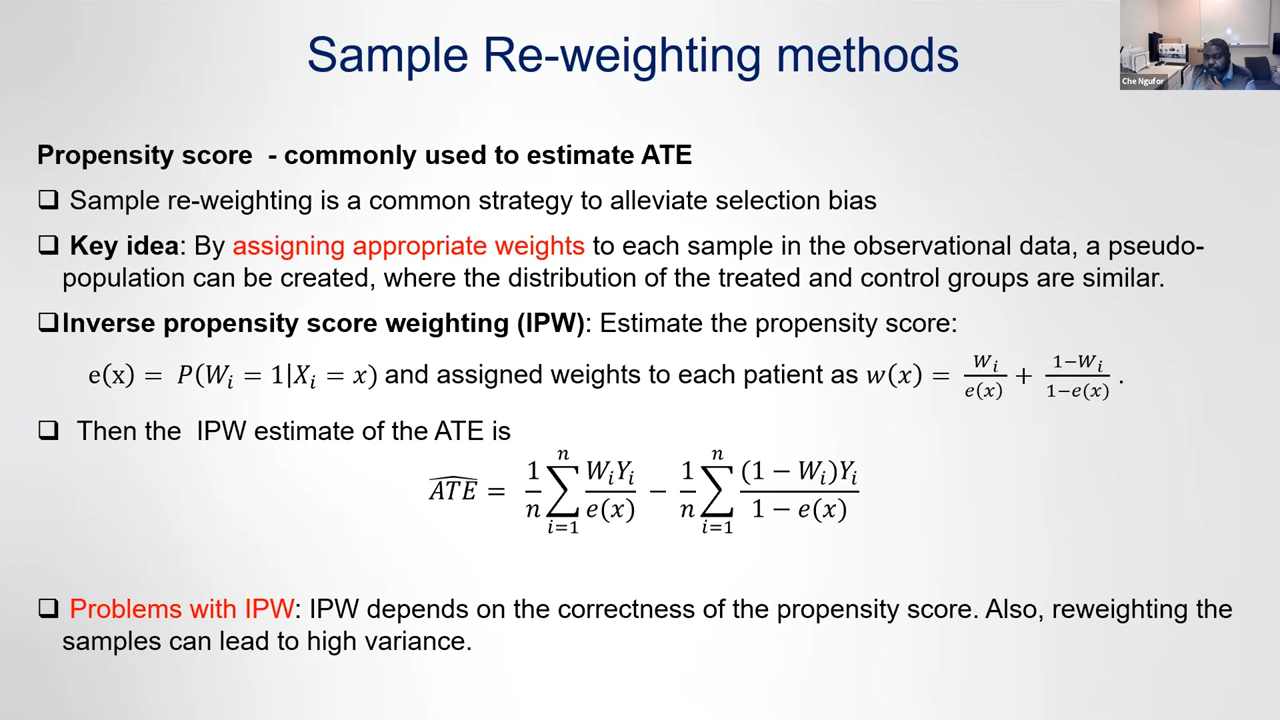 Sample Re-weighting methods
Che Ngufor
Propensity score - commonly used to estimate ATE
❑ Sample re-weighting is a common strategy to alleviate selection bias
❑ Key idea: By assigning appropriate weights to each sample in the observational data, a pseudo-
population can be created, where the distribution of the treated and control groups are similar.
❑Inverse propensity score weighting (IPW): Estimate the propensity score:
e(x) = P(W_i = 1|X_i = x) and assigned weights to each patient as w(x) = W_i/e(x) + (1−W_i)/(1−e(x)) .
❑ Then the IPW estimate of the ATE is
\widehat{ATE} = 1/n ∑_{i=1}^{n} W_iY_i/e(x) − 1/n ∑_{i=1}^{n} (1 − W_i)Y_i/(1 − e(x))
❑ Problems with IPW: IPW depends on the correctness of the propensity score. Also, reweighting the
samples can lead to high variance.